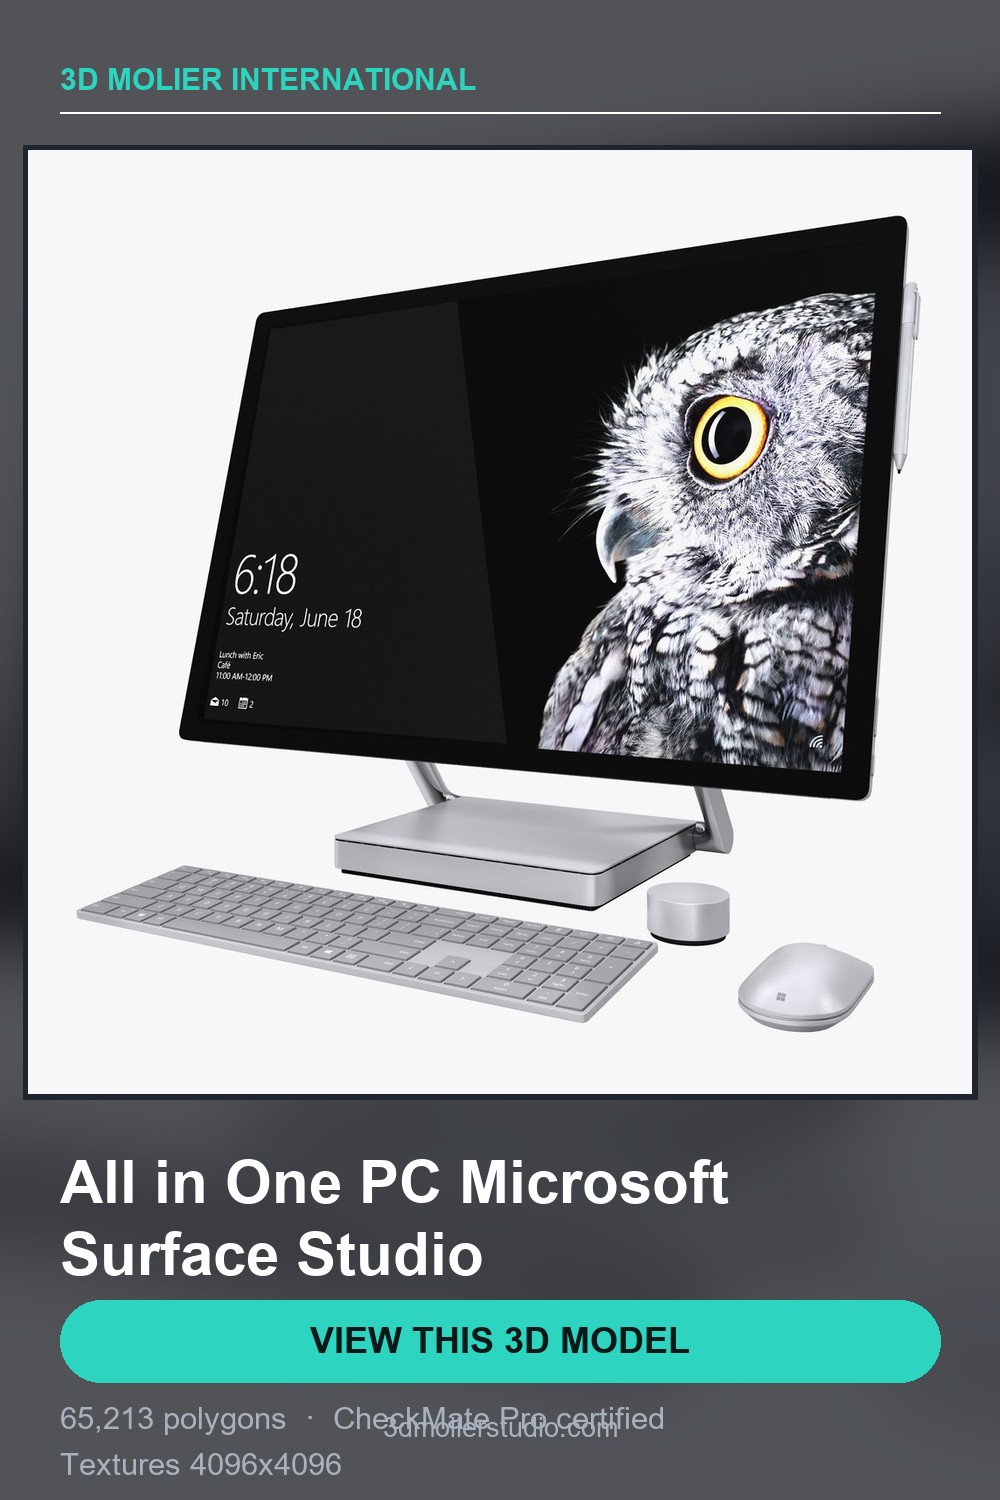 3D MOLIER INTERNATIONAL
6:18
Saturday, June 18
Lunch with Eric
Café
11:00 AM-12:00 PM
10 2
All in One PC Microsoft
Surface Studio
VIEW THIS 3D MODEL
65,213 polygons · CheckMate Pro certified
3dmolierstudio.com
Textures 4096x4096